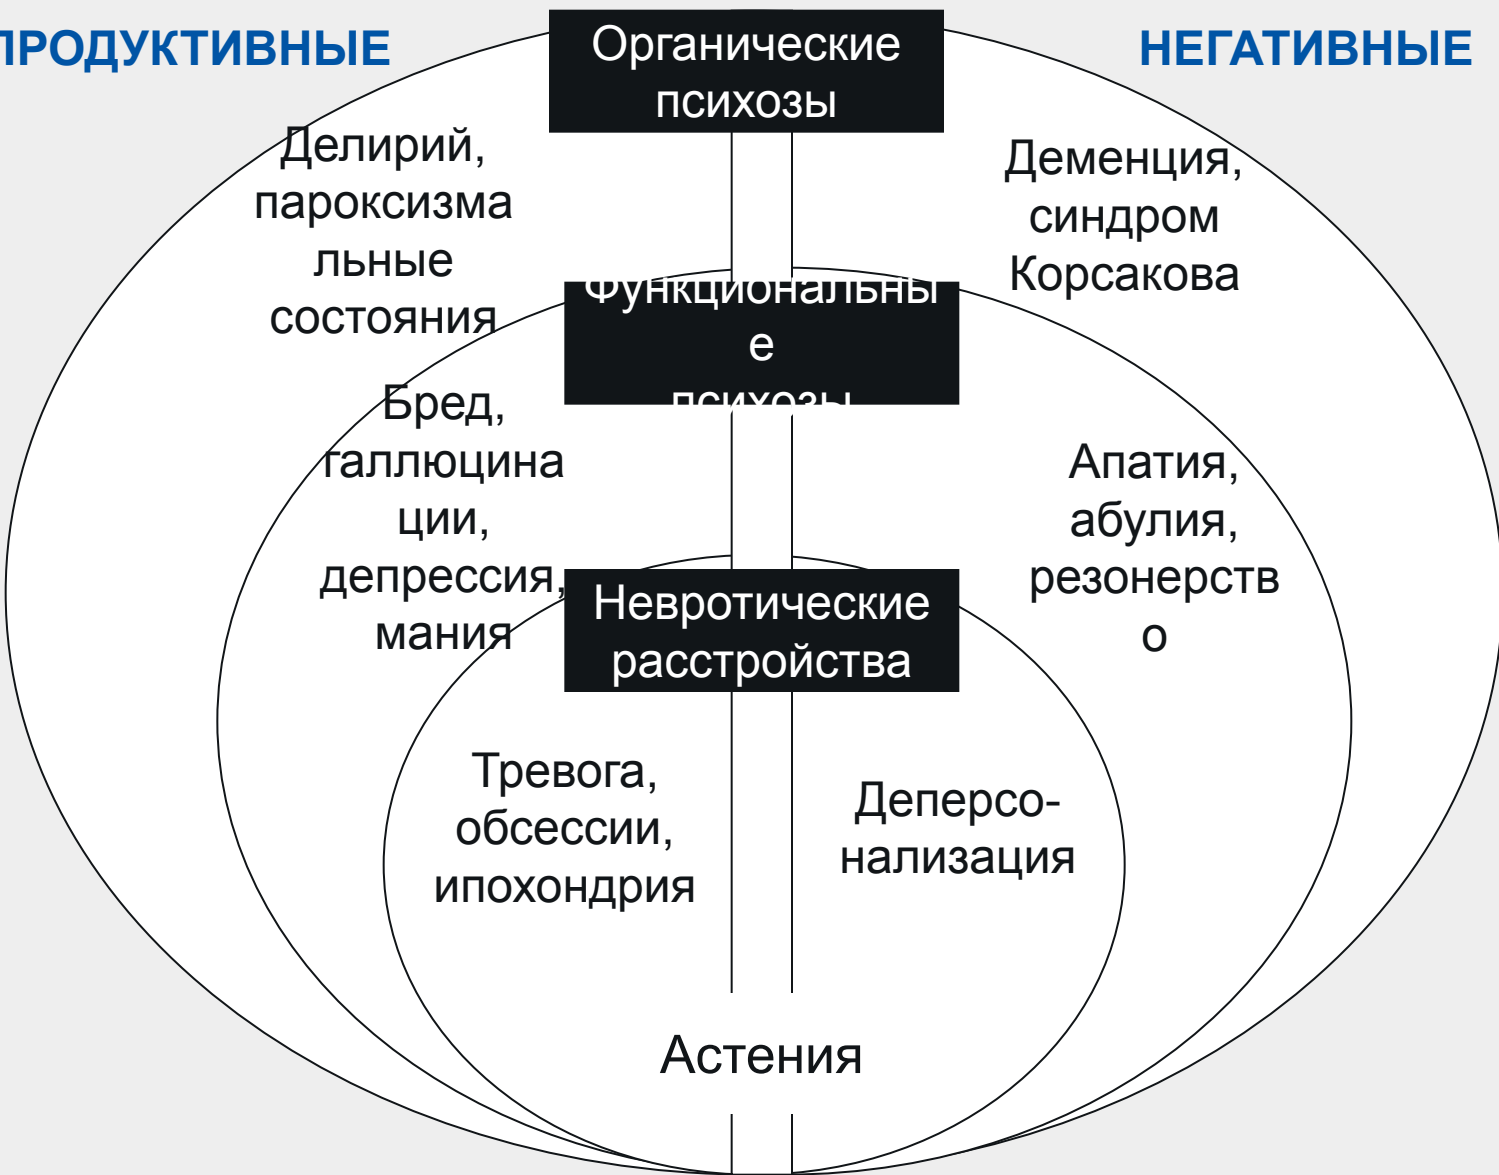 ПРОДУКТИВНЫЕ
НЕГАТИВНЫЕ
Органические
психозы
Делирий,
пароксизма
льные
состояния
Деменция,
синдром
Корсакова
Функциональны
е
психозы
Бред,
галлюцина
ции,
депрессия,
мания
Апатия,
абулия,
резонерств
о
Невротические
расстройства
Тревога,
обсессии,
ипохондрия
Деперсо-
нализация
Астения